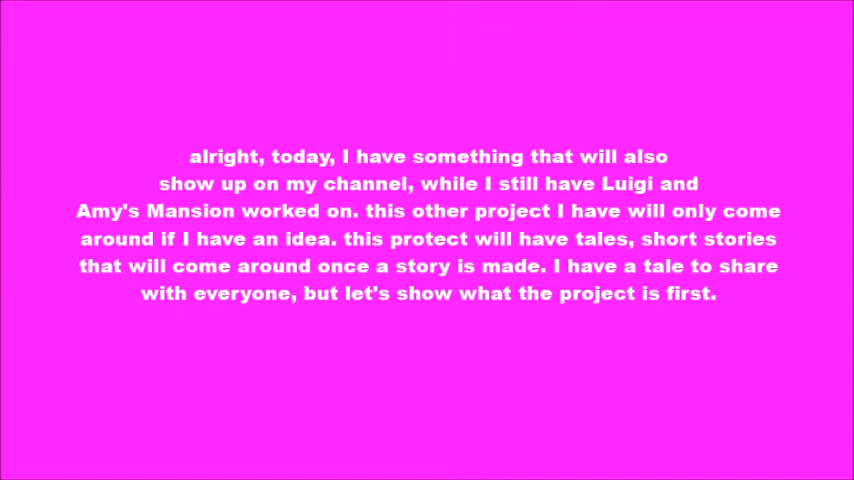 alright, today, I have something that will also
show up on my channel, while I still have Luigi and
Amy's Mansion worked on. this other project I have will only come
around if I have an idea. this protect will have tales, short stories
that will come around once a story is made. I have a tale to share
with everyone, but let's show what the project is first.